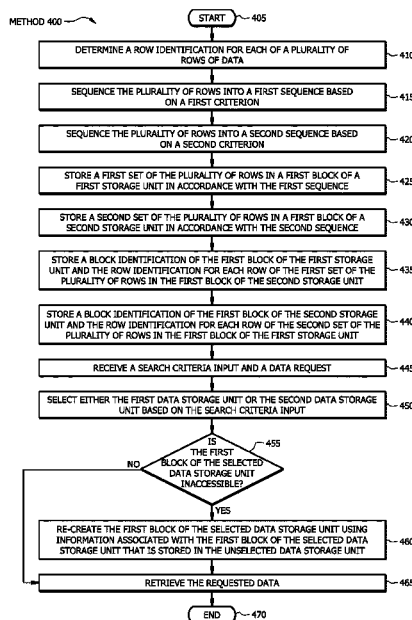 METHOD 400
START
405
DETERMINE A ROW IDENTIFICATION FOR EACH OF A PLURALITY OF
ROWS OF DATA
410
SEQUENCE THE PLURALITY OF ROWS INTO A FIRST SEQUENCE BASED
ON A FIRST CRITERION
415
SEQUENCE THE PLURALITY OF ROWS INTO A SECOND SEQUENCE BASED
ON A SECOND CRITERION
420
STORE A FIRST SET OF THE PLURALITY OF ROWS IN A FIRST BLOCK OF A
FIRST STORAGE UNIT IN ACCORDANCE WITH THE FIRST SEQUENCE
425
STORE A SECOND SET OF THE PLURALITY OF ROWS IN A FIRST BLOCK OF A
SECOND STORAGE UNIT IN ACCORDANCE WITH THE SECOND SEQUENCE
430
STORE A BLOCK IDENTIFICATION OF THE FIRST BLOCK OF THE FIRST STORAGE
UNIT AND THE ROW IDENTIFICATION FOR EACH ROW OF THE FIRST SET OF THE
PLURALITY OF ROWS IN THE FIRST BLOCK OF THE SECOND STORAGE UNIT
435
STORE A BLOCK IDENTIFICATION OF THE FIRST BLOCK OF THE SECOND STORAGE
UNIT AND THE ROW IDENTIFICATION FOR EACH ROW OF THE SECOND SET OF THE
PLURALITY OF ROWS IN THE FIRST BLOCK OF THE FIRST STORAGE UNIT
440
RECEIVE A SEARCH CRITERIA INPUT AND A DATA REQUEST
445
SELECT EITHER THE FIRST DATA STORAGE UNIT OR THE SECOND DATA STORAGE
UNIT BASED ON THE SEARCH CRITERIA INPUT
450
IS
THE FIRST
BLOCK OF THE SELECTED
DATA STORAGE UNIT
INACCESSIBLE?
455
NO
YES
RE-CREATE THE FIRST BLOCK OF THE SELECTED DATA STORAGE UNIT USING
INFORMATION ASSOCIATED WITH THE FIRST BLOCK OF THE SELECTED DATA
STORAGE UNIT THAT IS STORED IN THE UNSELECTED DATA STORAGE UNIT
460
RETRIEVE THE REQUESTED DATA
465
END
470